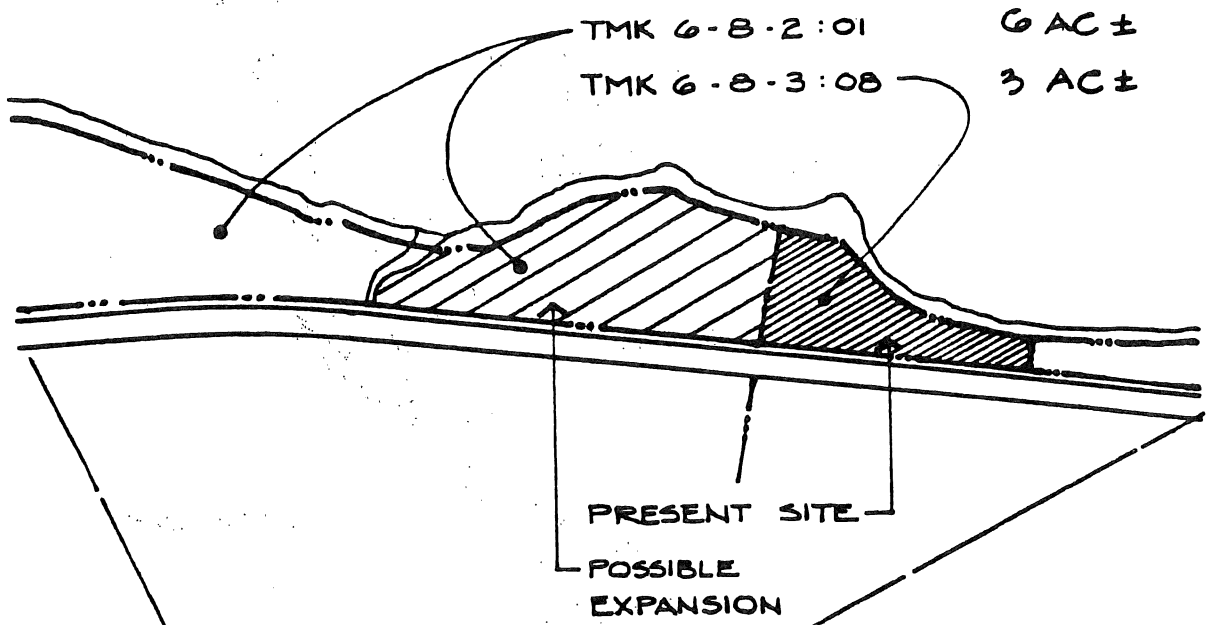 TMK 6-8-2:01 6 AC ±
TMK 6-8-3:08 3 AC ±
PRESENT SITE
POSSIBLE
EXPANSION